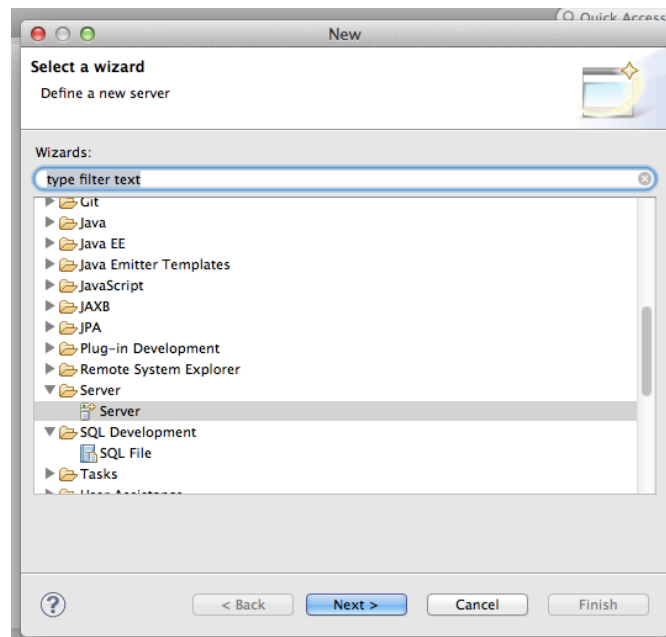 Quick Access
New
Select a wizard
Define a new server
Wizards:
type filter text
Git
Java
Java EE
Java Emitter Templates
JavaScript
JAXB
JPA
Plug-in Development
Remote System Explorer
Server
Server
SQL Development
SQL File
Tasks
User Assistance
?
< Back
Next >
Cancel
Finish